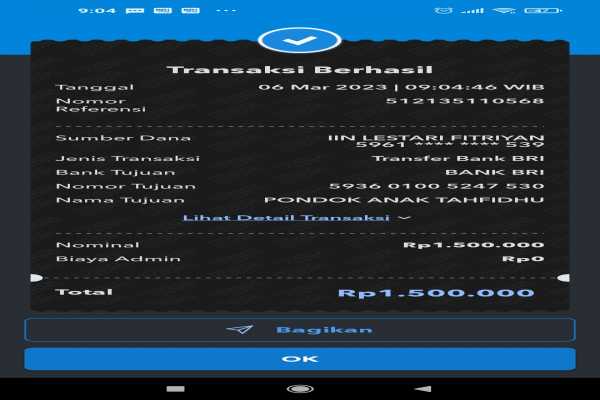 9:04
Transaksi Berhasil
Tanggal 06 Mar 2023 | 09:04:46 WIB
Nomor Referensi 512135110568
Sumber Dana IIN LESTARI FITRIYAN
5961 **** **** 539
Jenis Transaksi Transfer Bank BRI
Bank Tujuan BANK BRI
Nomor Tujuan 5936 0100 5247 530
Nama Tujuan PONDOK ANAK TAHFIDHU
Lihat Detail Transaksi
Nominal Rp1.500.000
Biaya Admin Rp0
Total Rp1.500.000
Bagikan
OK